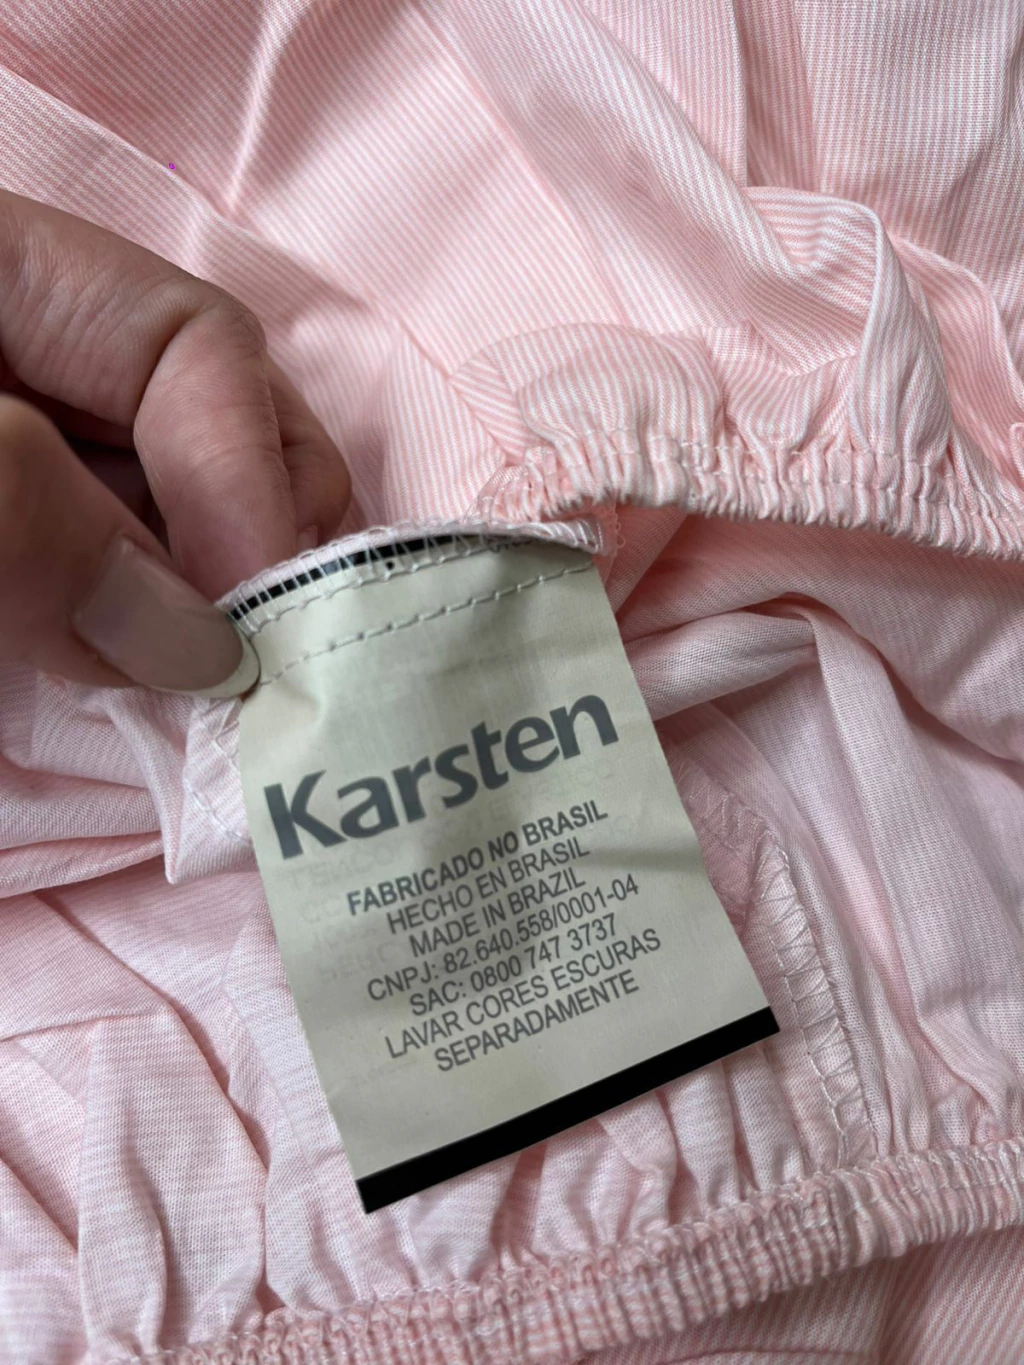 Karsten
FABRICADO NO BRASIL
HECHO EN BRASIL
MADE IN BRAZIL
CNPJ: 82.640.558/0001-04
SAC: 0800 747 3737
LAVAR CORES ESCURAS
SEPARADAMENTE